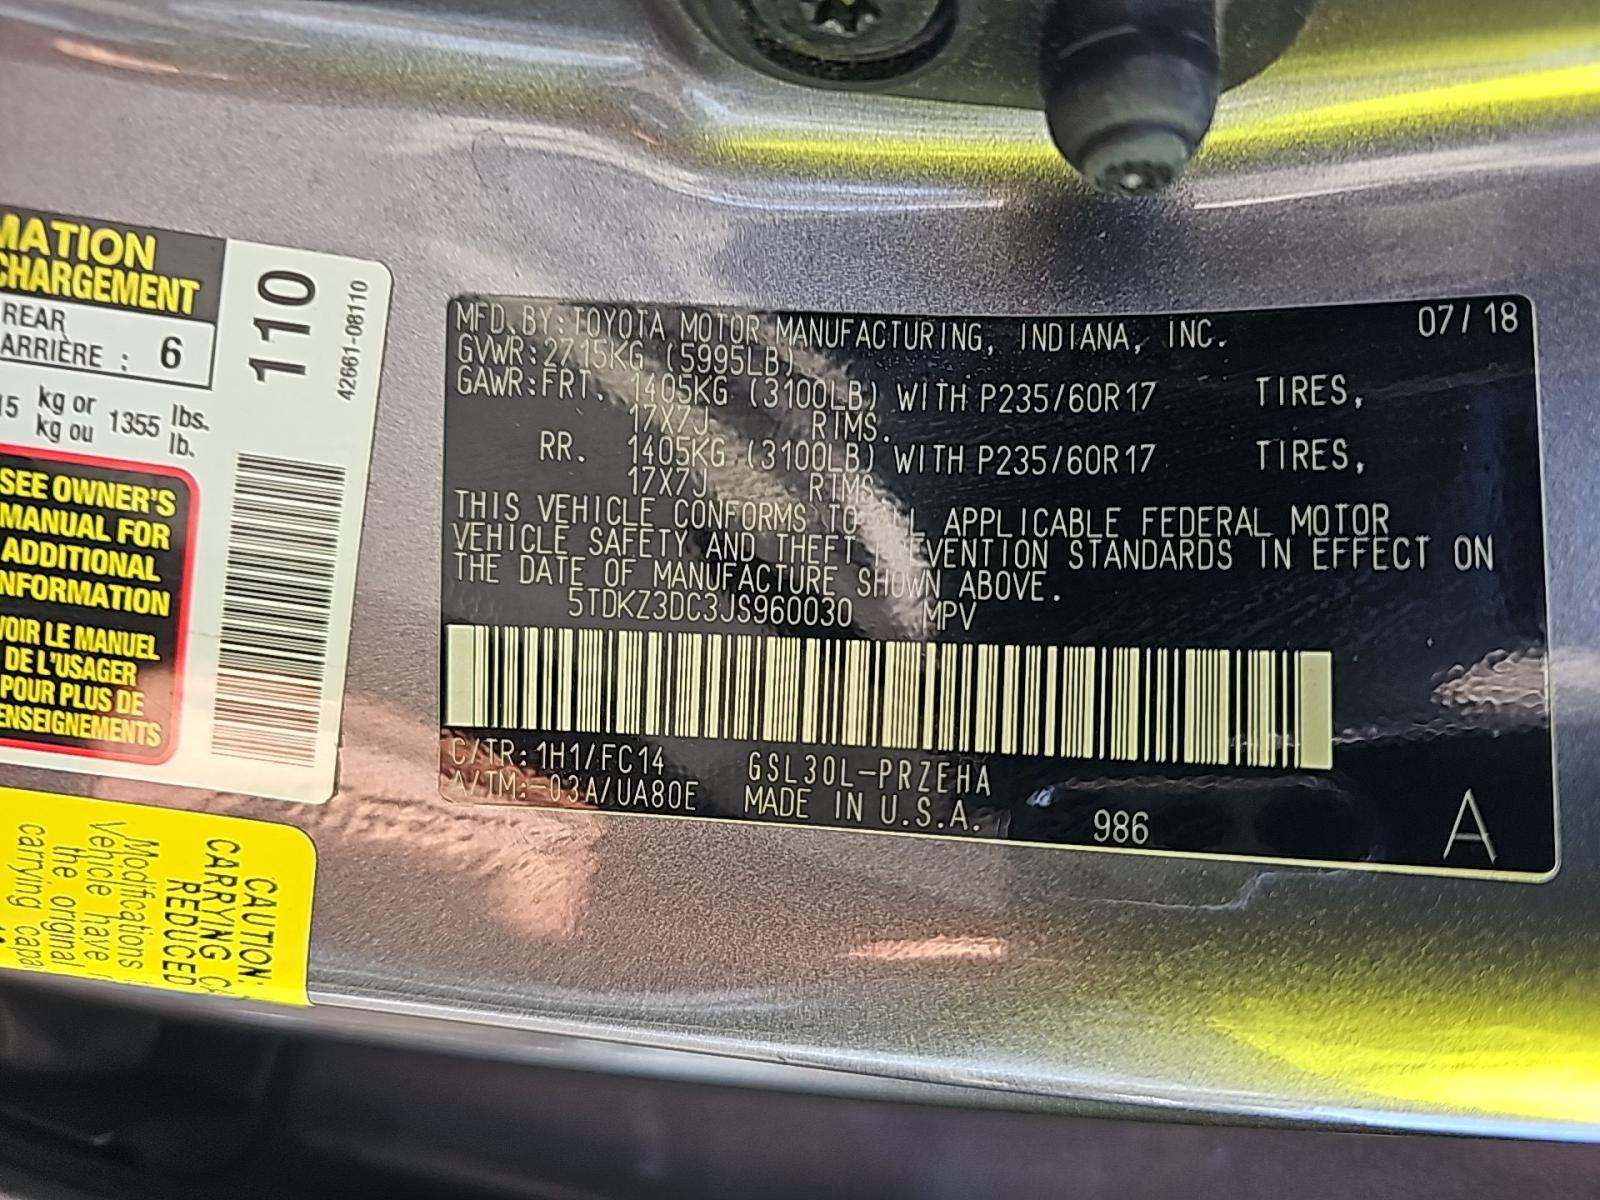 MATION
CHARGEMENT
REAR
ARRIÈRE : 6
15 kg or 1355 lbs.
kg ou lb.
110
42661-08110
SEE OWNER'S
MANUAL FOR
ADDITIONAL
INFORMATION
VOIR LE MANUEL
DE L'USAGER
POUR PLUS DE
ENSEIGNEMENTS
CAUTION:
CARRYING
REDUCED
Modifications
Vehicle have
the original
carrying
MFD. BY: TOYOTA MOTOR MANUFACTURING, INDIANA, INC. 07/18
GVWR: 2715KG (5995LB)
GAWR: FRT. 1405KG (3100LB) WITH P235/60R17 TIRES,
17X7J RIMS.
RR. 1405KG (3100LB) WITH P235/60R17 TIRES,
17X7J RIMS
THIS VEHICLE CONFORMS TO APPLICABLE FEDERAL MOTOR
VEHICLE SAFETY AND THEFT PREVENTION STANDARDS IN EFFECT ON
THE DATE OF MANUFACTURE SHOWN ABOVE.
5TDKZ3DC3JS960030 MPV
C/TR: 1H1/FC14 GSL30L-PRZEHA
A/TM: -03A/UA80E MADE IN U.S.A. 986 A